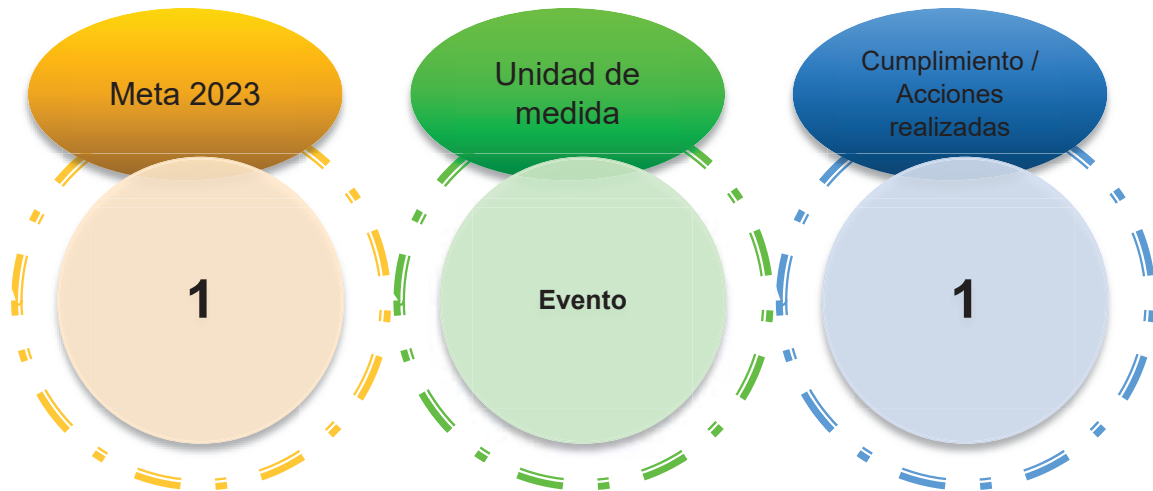 Meta 2023
1
Unidad de
medida
Evento
Cumplimiento /
Acciones
realizadas
1